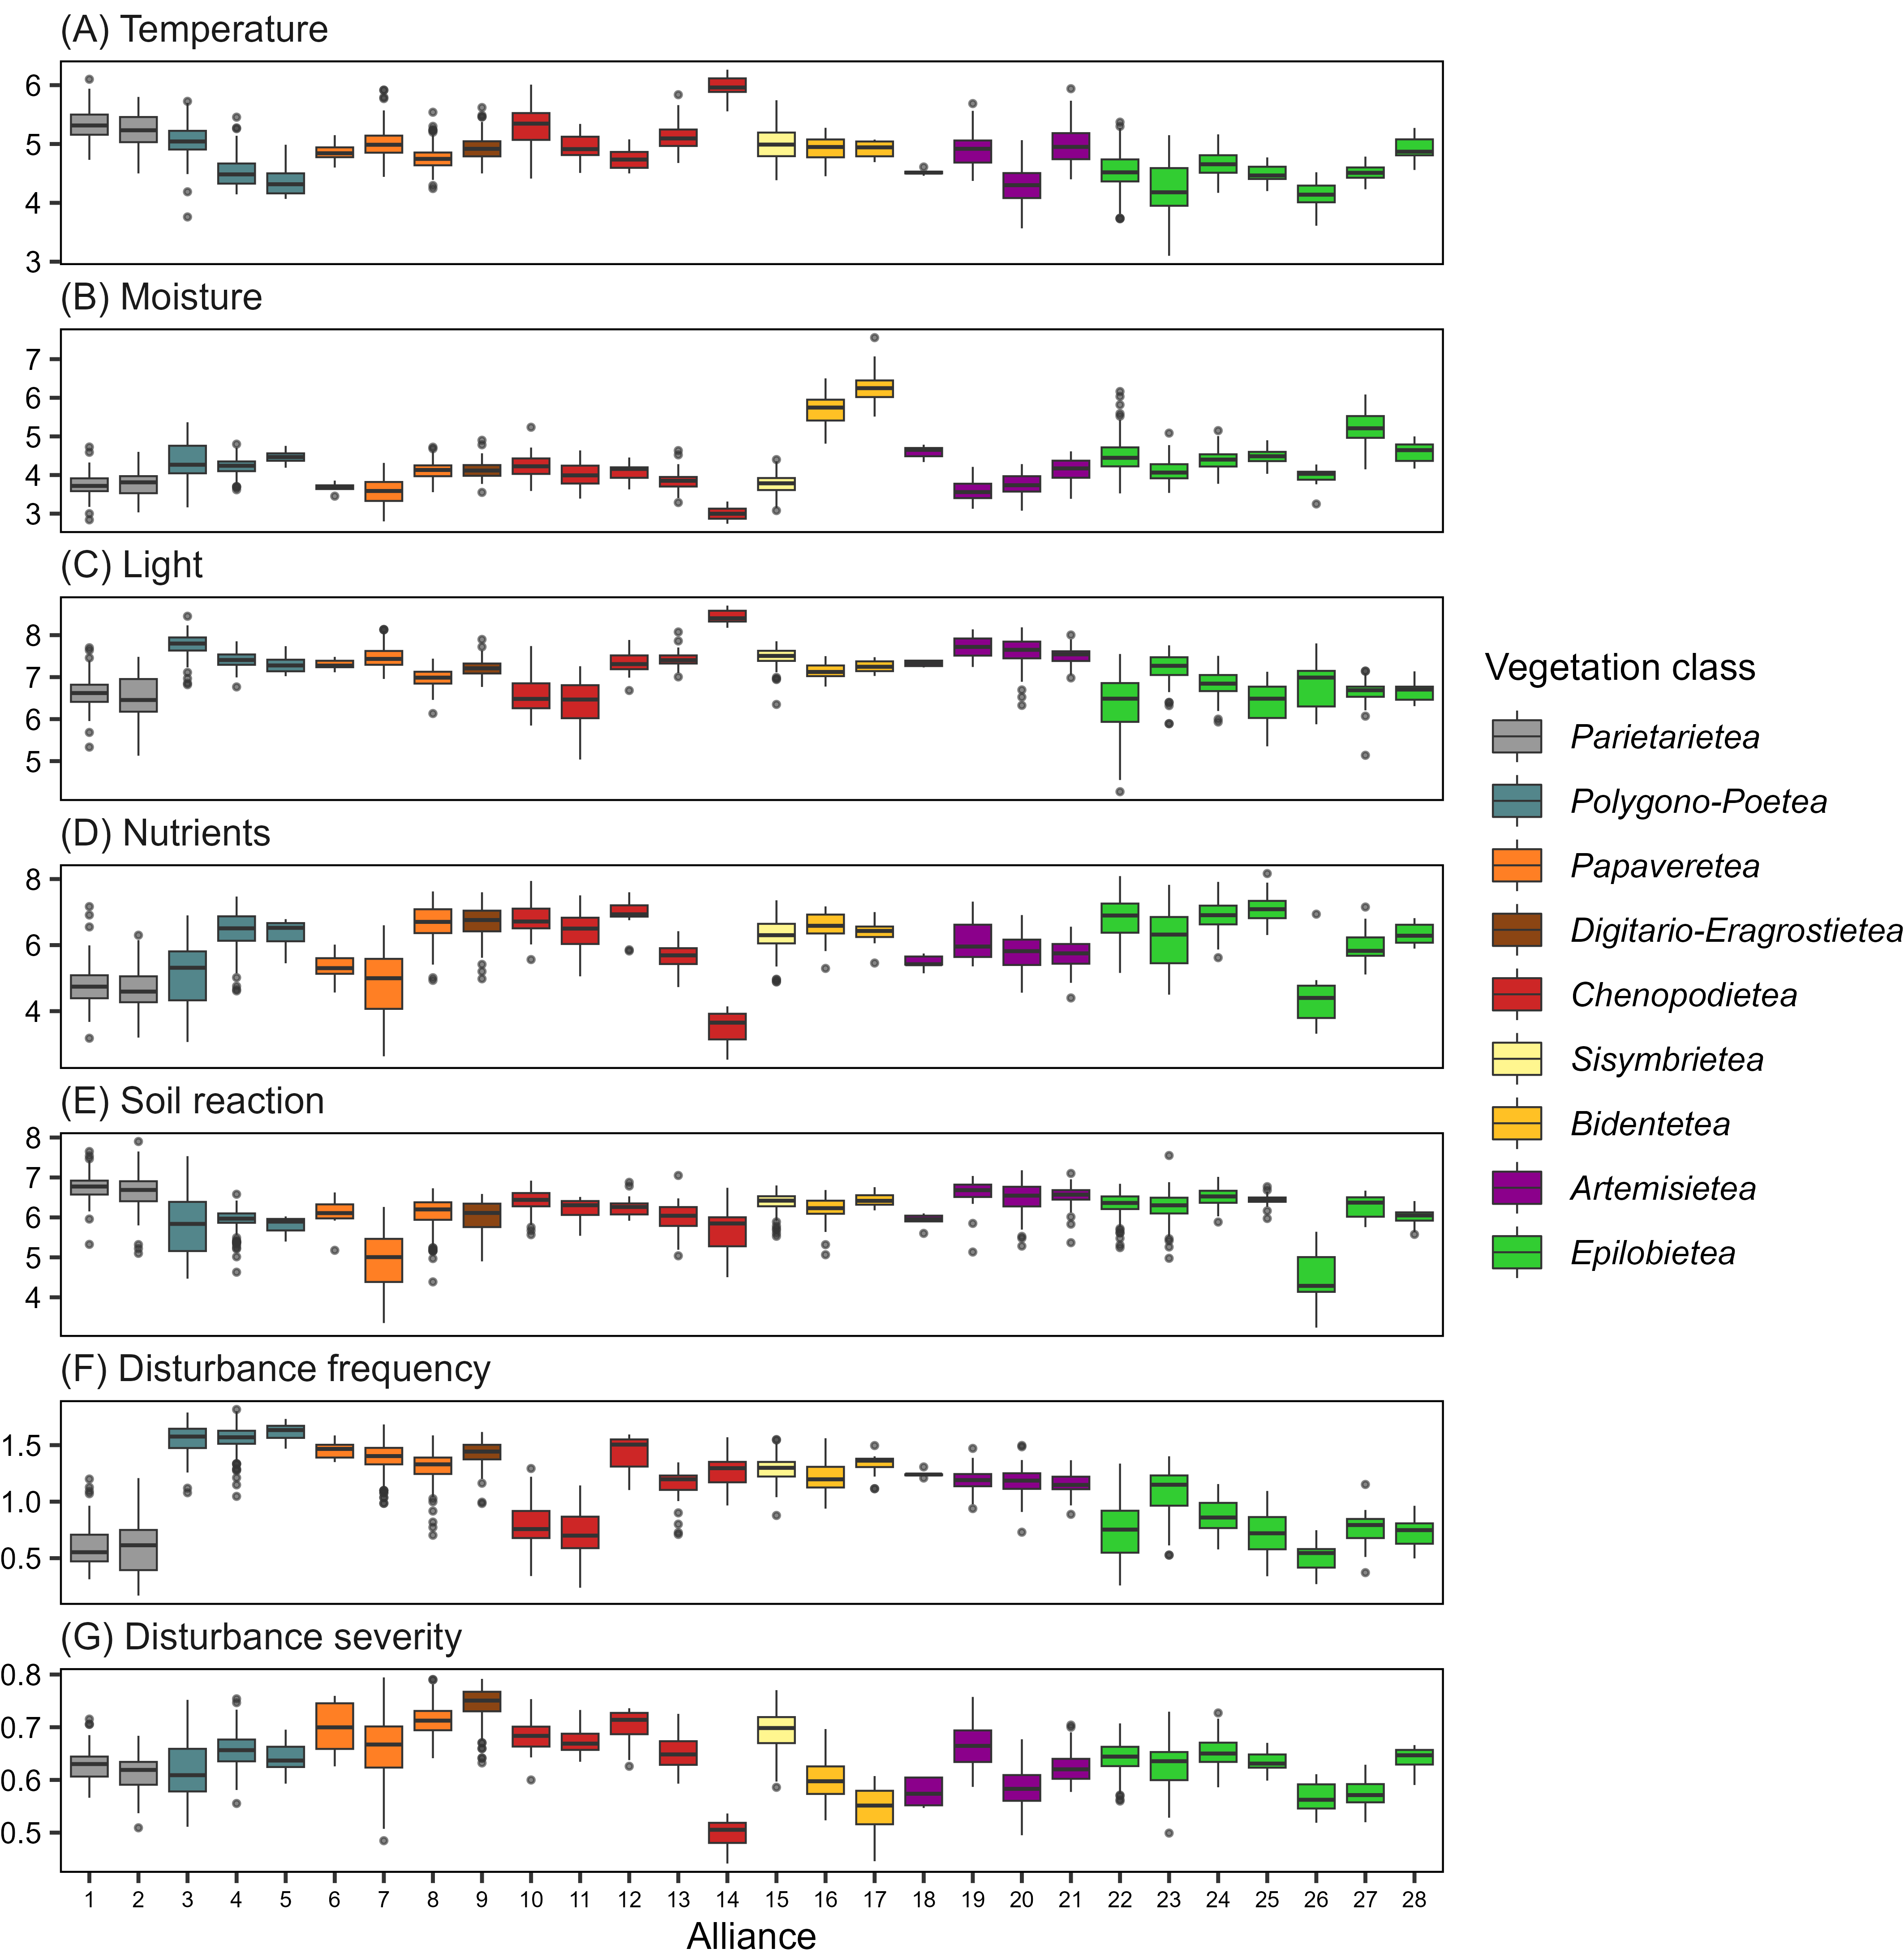 (A) Temperature
6
5
4
3
(B) Moisture
7
6
5
4
3
(C) Light
8
7
6
5
(D) Nutrients
8
6
4
(E) Soil reaction
8
7
6
5
4
(F) Disturbance frequency
1.5
1.0
0.5
(G) Disturbance severity
0.8
0.7
0.6
0.5
1 2 3 4 5 6 7 8 9 10 11 12 13 14 15 16 17 18 19 20 21 22 23 24 25 26 27 28
Alliance
Vegetation class
Parietarietea
Polygono-Poetea
Papaveretea
Digitario-Eragrostietea
Chenopodietea
Sisymbrietea
Bidentetea
Artemisietea
Epilobietea